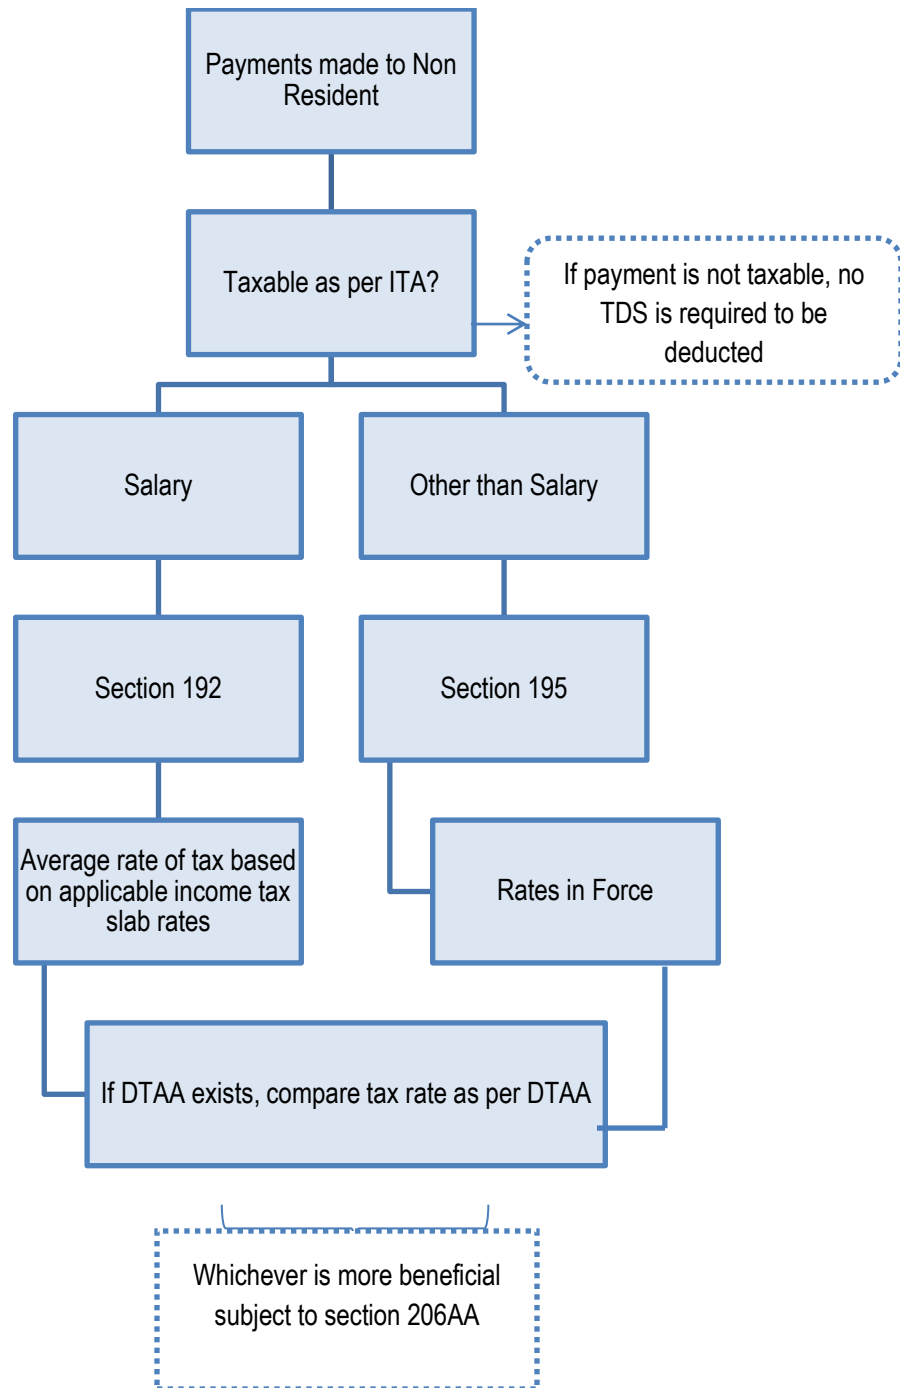 Payments made to Non
Resident
Taxable as per ITA?
If payment is not taxable, no
TDS is required to be
deducted
Salary
Other than Salary
Section 192
Section 195
Average rate of tax based
on applicable income tax
slab rates
Rates in Force
If DTAA exists, compare tax rate as per DTAA
Whichever is more beneficial
subject to section 206AA